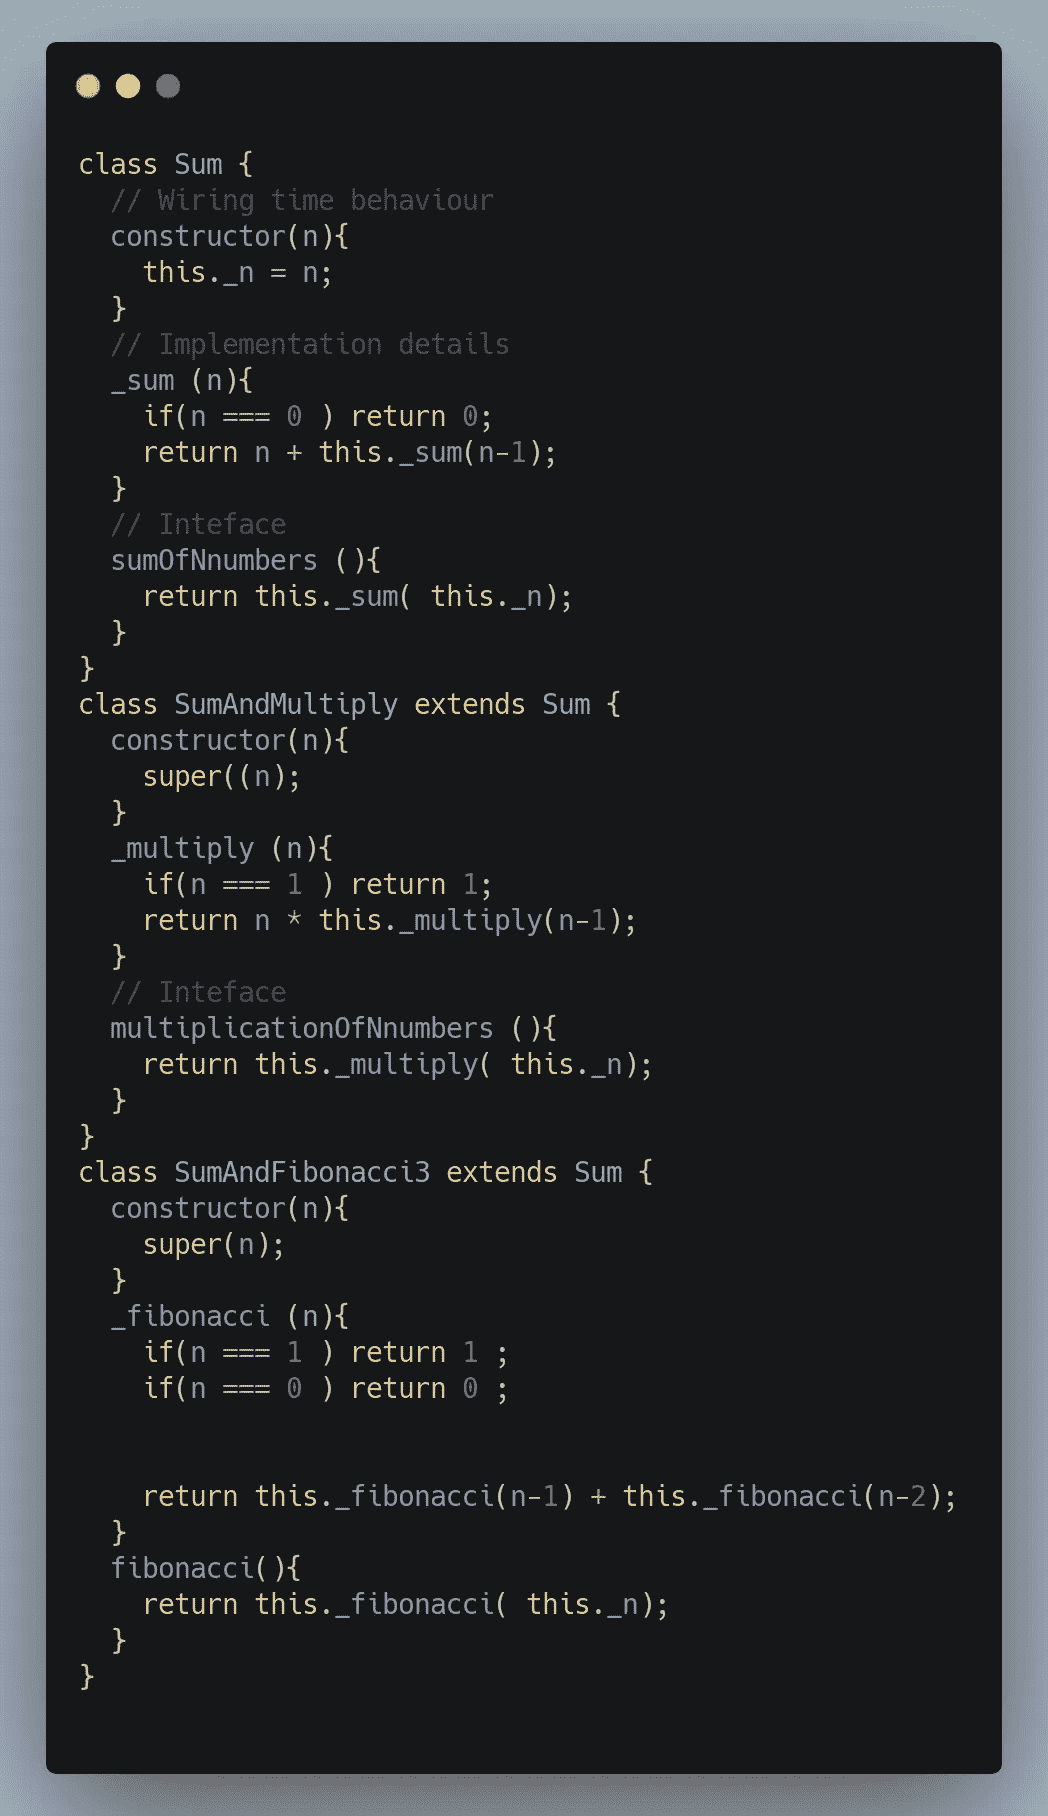 class Sum {
  // Wiring time behaviour
  constructor(n){
    this._n = n;
  }
  // Implementation details
  _sum (n){
    if(n === 0 ) return 0;
    return n + this._sum(n-1);
  }
  // Inteface
  sumOfNnumbers (){
    return this._sum( this._n);
  }
}
class SumAndMultiply extends Sum {
  constructor(n){
    super((n);
  }
  _multiply (n){
    if(n === 1 ) return 1;
    return n * this._multiply(n-1);
  }
  // Inteface
  multiplicationOfNnumbers (){
    return this._multiply( this._n);
  }
}
class SumAndFibonacci3 extends Sum {
  constructor(n){
    super(n);
  }
  _fibonacci (n){
    if(n === 1 ) return 1 ;
    if(n === 0 ) return 0 ;
    return this._fibonacci(n-1) + this._fibonacci(n-2);
  }
  fibonacci(){
    return this._fibonacci( this._n);
  }
}